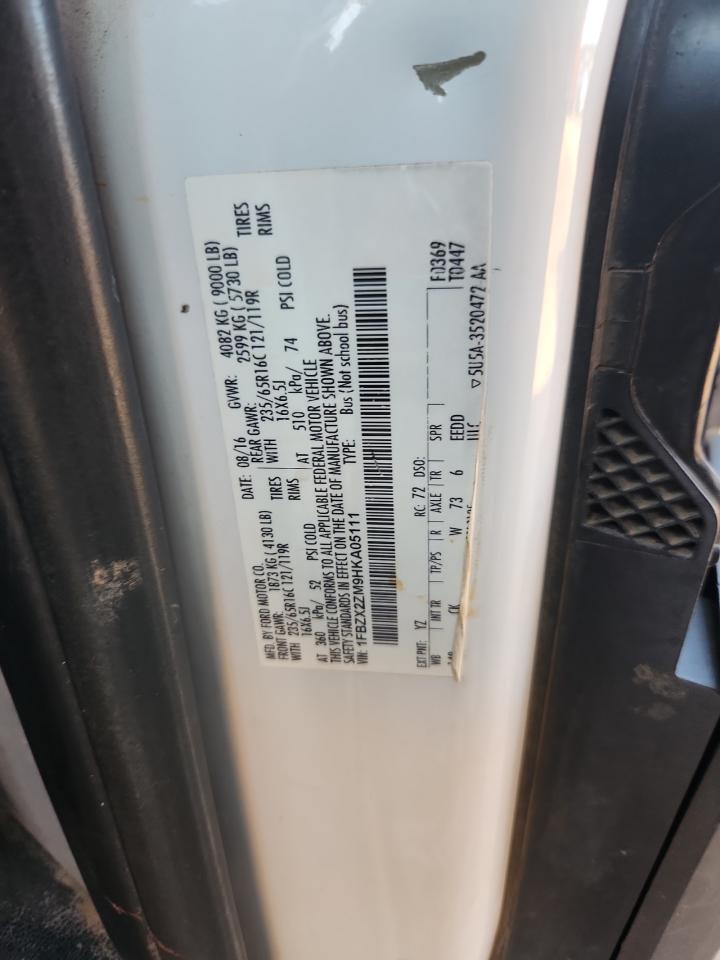 MFD. BY FORD MOTOR CO.
08/16 GVWR: 4082 KG ( 9000 LB)
FRONT GAWR: 1873 KG ( 4130 LB) REAR GAWR: 2599 KG ( 5730 LB)
WITH 235/65R16C 121/119R TIRES WITH 235/65R16C 121/119R TIRES
16X6.5J RIMS 16X6.5J RIMS
AT 360 kPa/ 52 PSI COLD AT 510 kPa/ 74 PSI COLD
THIS VEHICLE CONFORMS TO ALL APPLICABLE FEDERAL MOTOR VEHICLE
SAFETY STANDARDS IN EFFECT ON THE DATE OF MANUFACTURE SHOWN ABOVE.
VIN: 1FBZX2ZM9HKA05111 TYPE: Bus (Not school bus)
F0369
T0447
EXT PNT: YZ RC: 72 DSO:
WB INT TR TP/PS R AXLE TR SPR
CK W 73 6 EEDD
▽5U5A-3520472 AA